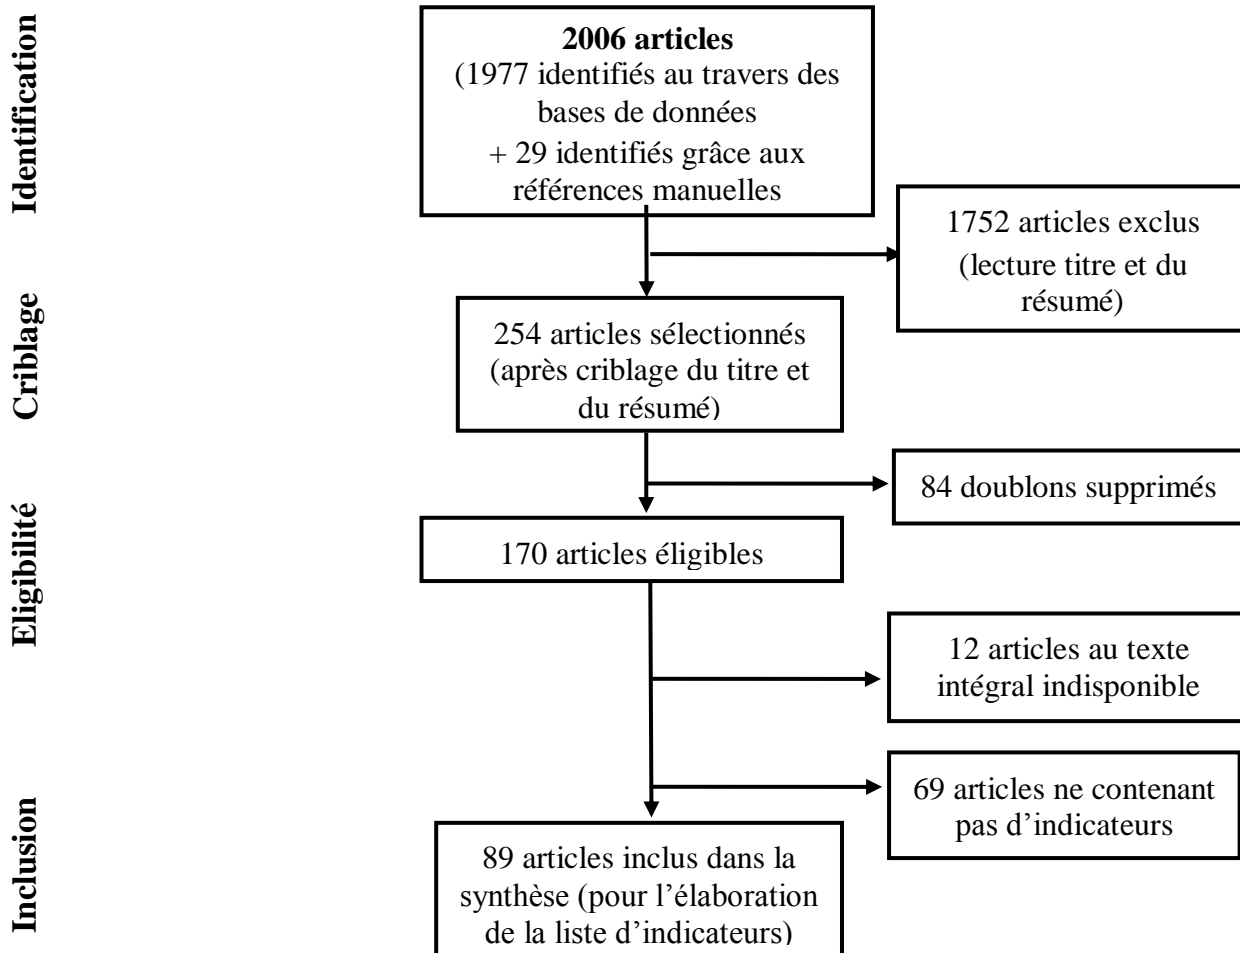 Identification
2006 articles
(1977 identifiés au travers des
bases de données
+ 29 identifiés grâce aux
références manuelles
1752 articles exclus
(lecture titre et du
résumé)
Criblage
254 articles sélectionnés
(après criblage du titre et
du résumé)
84 doublons supprimés
Eligibilité
170 articles éligibles
12 articles au texte
intégral indisponible
69 articles ne contenant
pas d’indicateurs
Inclusion
89 articles inclus dans la
synthèse (pour l’élaboration
de la liste d’indicateurs)